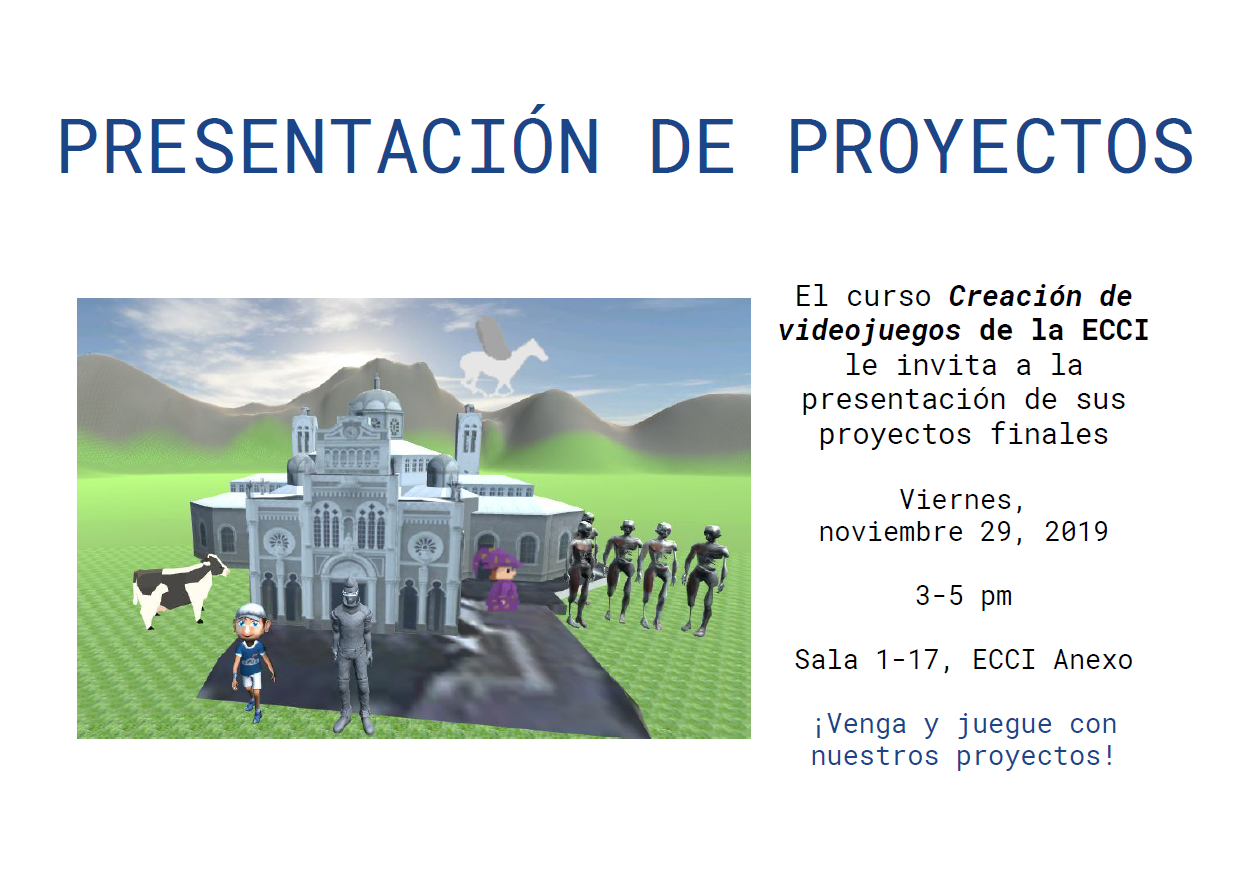 PRESENTACIÓN DE PROYECTOS
El curso Creación de
videojuegos de la ECCI
le invita a la
presentación de sus
proyectos finales
Viernes,
noviembre 29, 2019
3-5 pm
Sala 1-17, ECCI Anexo
¡Venga y juegue con
nuestros proyectos!